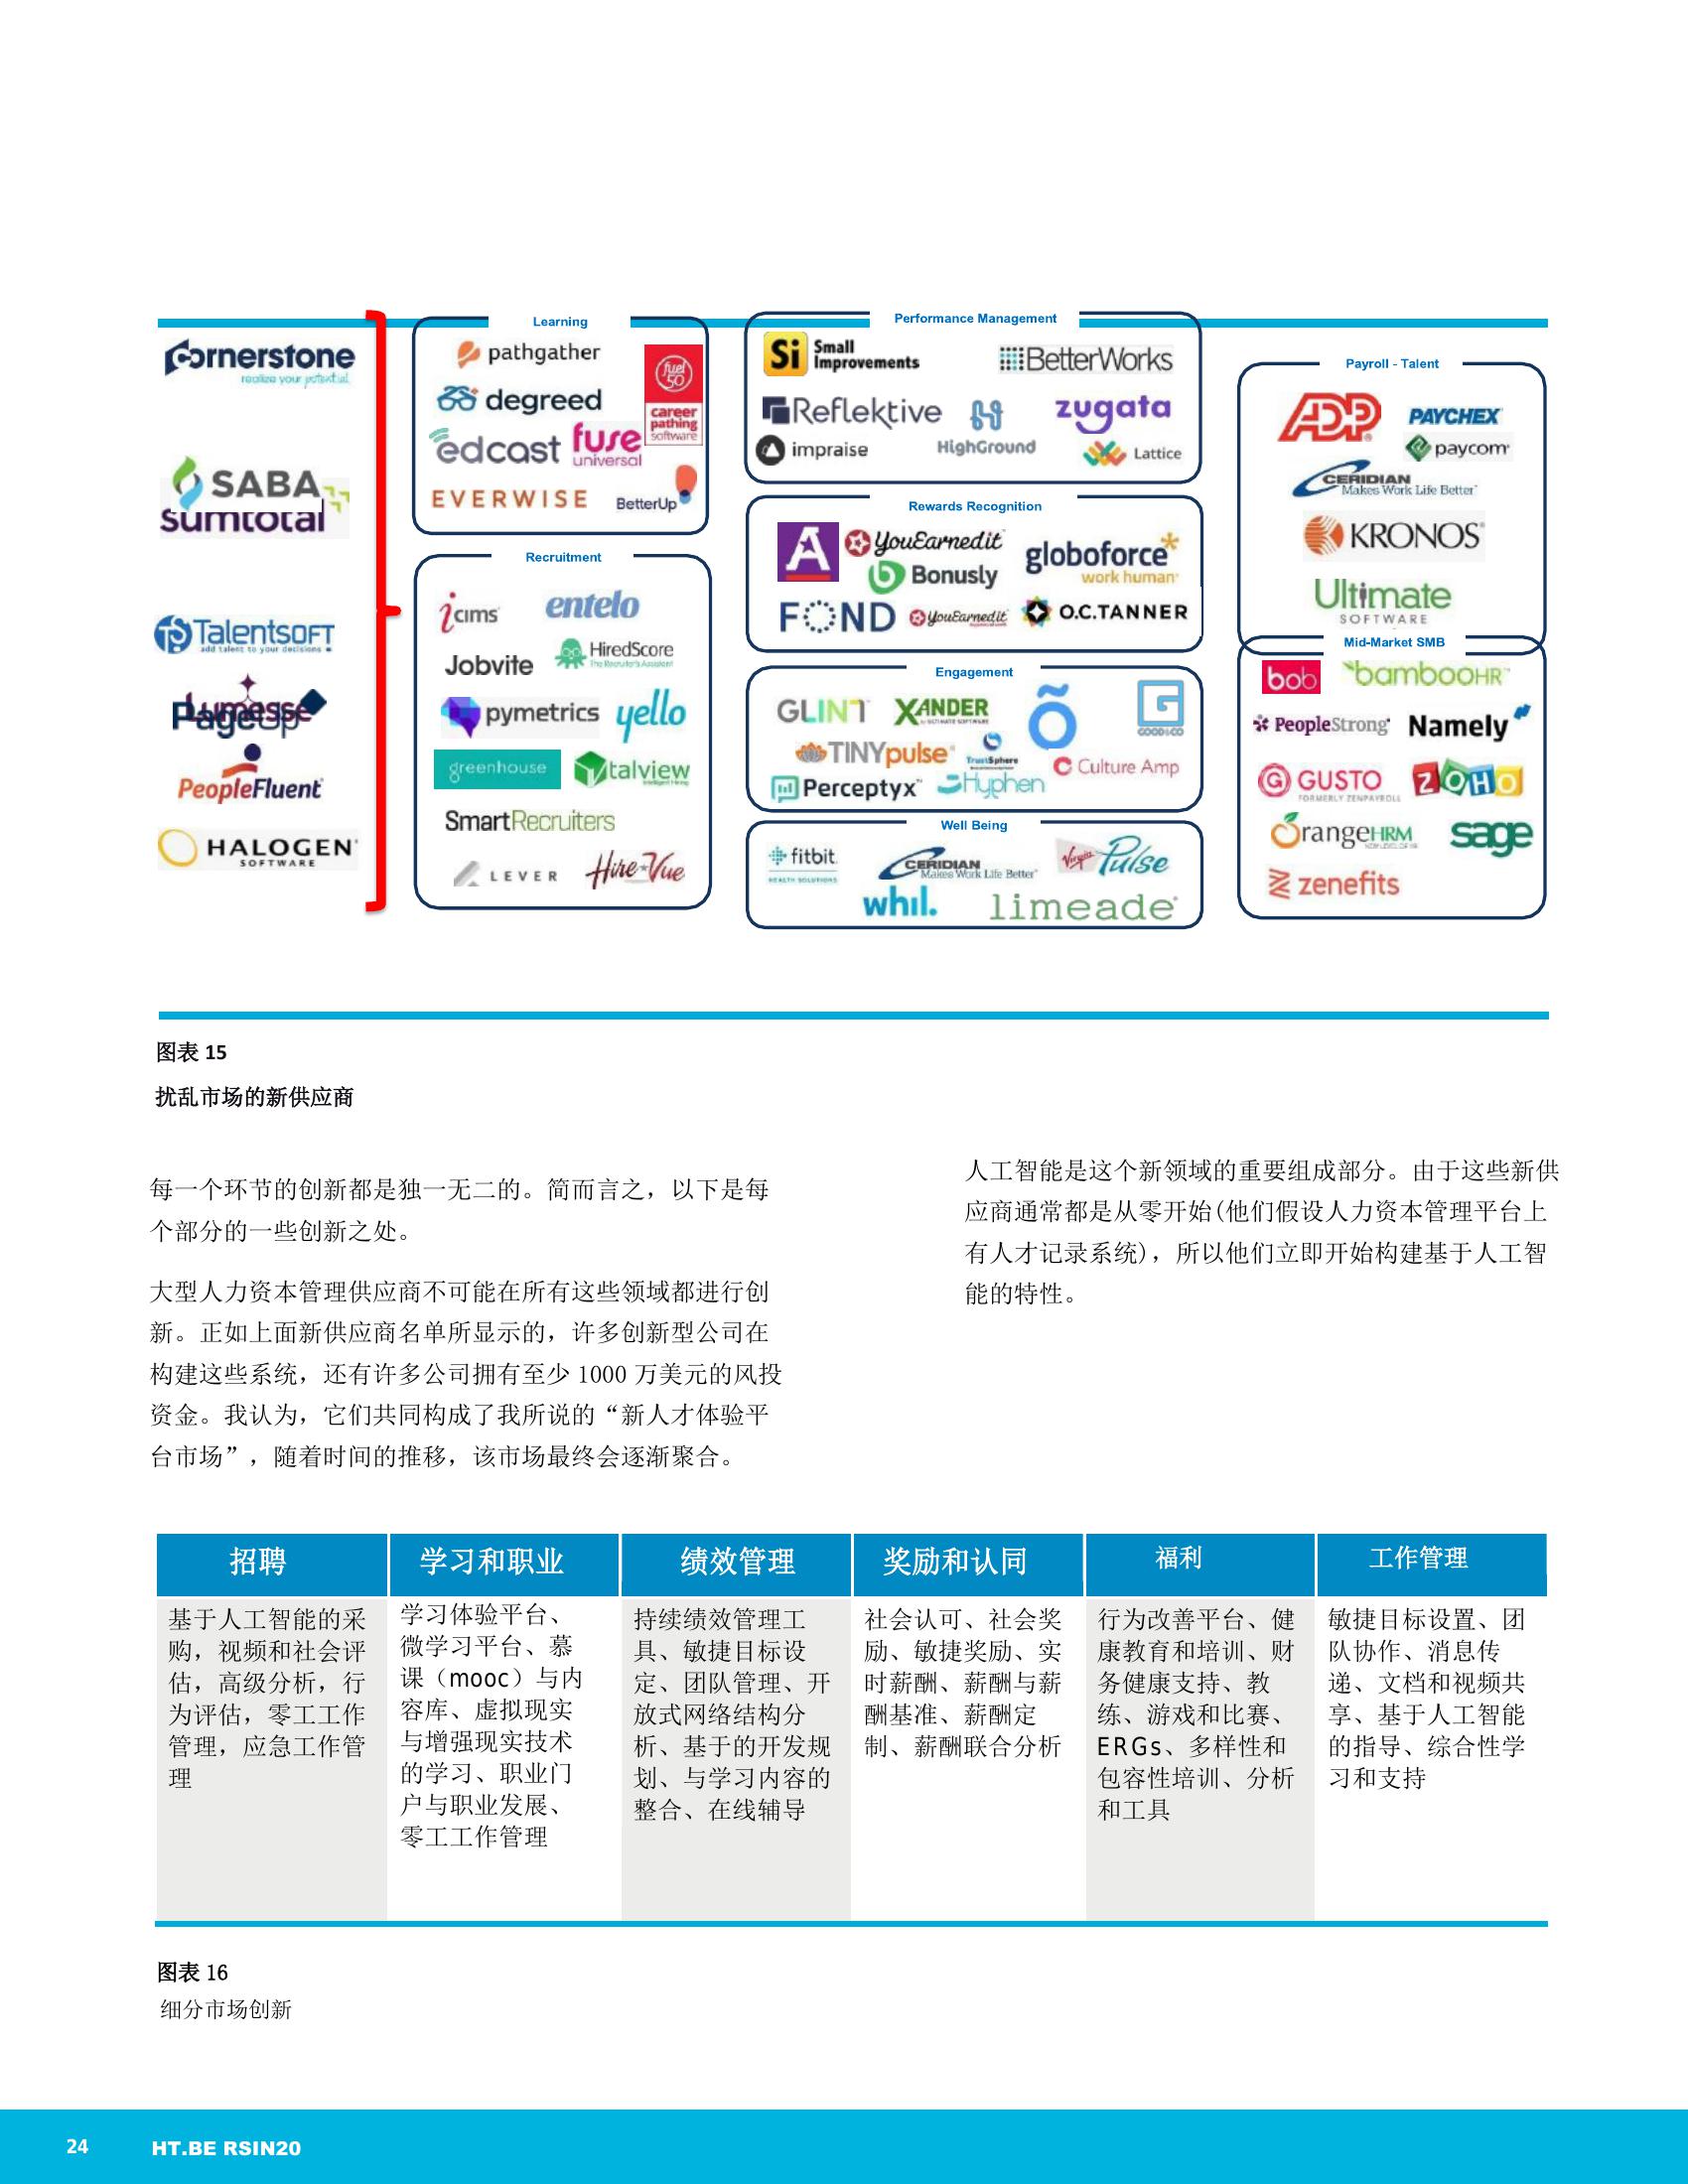 Cornerstone
realize your potential.
SABA
sumtotal
Talentsoft
add talent to your decisions
Lumesse
PageUp
PeopleFluent
HALOGEN
SOFTWARE
Learning
pathgather
fuel
50
degreed
career
pathing
software
edcast
fuse
universal
EVERWISE
BetterUp
Recruitment
icims
entelo
Jobvite
HiredScore
The Recruiter's Assistant
pymetrics
yello
greenhouse
talview
SmartRecruiters
LEVER
HireVue
Performance Management
Si Small
Improvements
BetterWorks
Reflektive
zugata
impraise
HighGround
Lattice
Rewards Recognition
A
YouEarnedit
Bonusly
globoforce
work human
FOND
YouEarnedit
O.C.TANNER
Engagement
GLINT
XANDER
BY ULTIMATE SOFTWARE
GOOD&CO
TINYpulse
TrustSphere
Culture Amp
Perceptyx
Hyphen
Well Being
fitbit
HEALTH SOLUTIONS
CERIDIAN
Makes Work Life Better
Virgin Pulse
whil.
limeade
Payroll - Talent
ADP
PAYCHEX
paycom
CERIDIAN
Makes Work Life Better
KRONOS
Ultimate
SOFTWARE
Mid-Market SMB
bob
bambooHR
PeopleStrong
Namely
GUSTO
FORMERLY ZENPAYROLL
ZOHO
OrangeHRM
sage
zenefits
图表 15
扰乱市场的新供应商
每一个环节的创新都是独一无二的。简而言之，以下是每
个部分的一些创新之处。
大型人力资本管理供应商不可能在所有这些领域都进行创
新。正如上面新供应商名单所显示的，许多创新型公司在
构建这些系统，还有许多公司拥有至少 1000 万美元的风投
资金。我认为，它们共同构成了我所说的“新人才体验平
台市场”，随着时间的推移，该市场最终会逐渐聚合。
人工智能是这个新领域的重要组成部分。由于这些新供
应商通常都是从零开始(他们假设人力资本管理平台上
有人才记录系统)，所以他们立即开始构建基于人工智
能的特性。
招聘
基于人工智能的采
购，视频和社会评
估，高级分析，行
为评估，零工工作
管理，应急工作管
理
学习和职业
学习体验平台、
微学习平台、慕
课（mooc）与内
容库、虚拟现实
与增强现实技术
的学习、职业门
户与职业发展、
零工工作管理
绩效管理
持续绩效管理工
具、敏捷目标设
定、团队管理、开
放式网络结构分
析、基于的开发规
划、与学习内容的
整合、在线辅导
奖励和认同
社会认可、社会奖
励、敏捷奖励、实
时薪酬、薪酬与薪
酬基准、薪酬定
制、薪酬联合分析
福利
行为改善平台、健
康教育和培训、财
务健康支持、教
练、游戏和比赛、
ERGs、多样性和
包容性培训、分析
和工具
工作管理
敏捷目标设置、团
队协作、消息传
递、文档和视频共
享、基于人工智能
的指导、综合性学
习和支持
图表 16
细分市场创新
24 HT.BE RSIN20